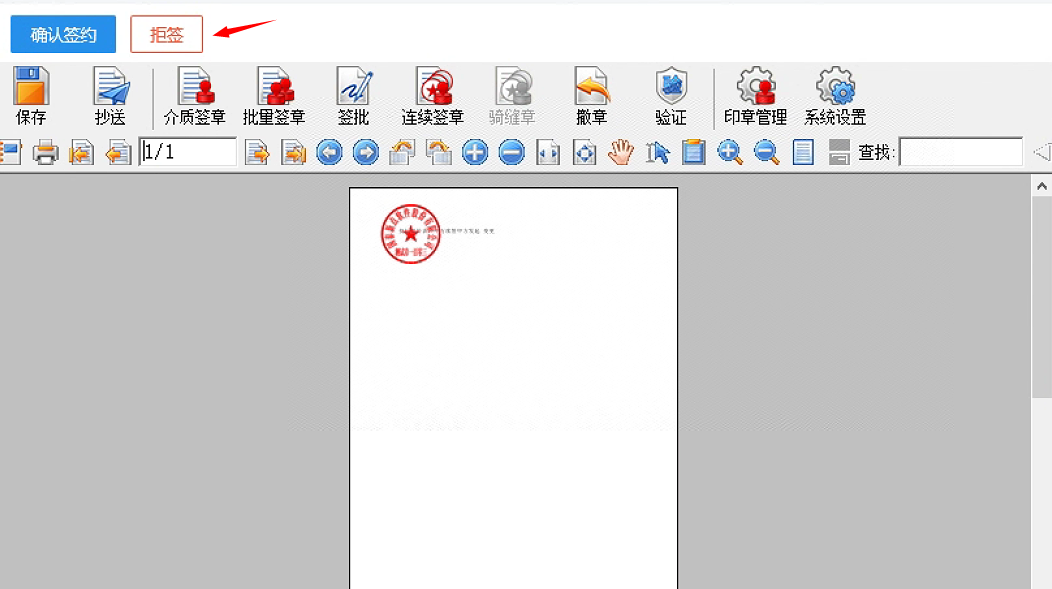 确认签约 拒签
保存 抄送 介质签章 批量签章 签批 连续签章 骑缝章 撤章 验证 印章管理 系统设置
1/1 查找: